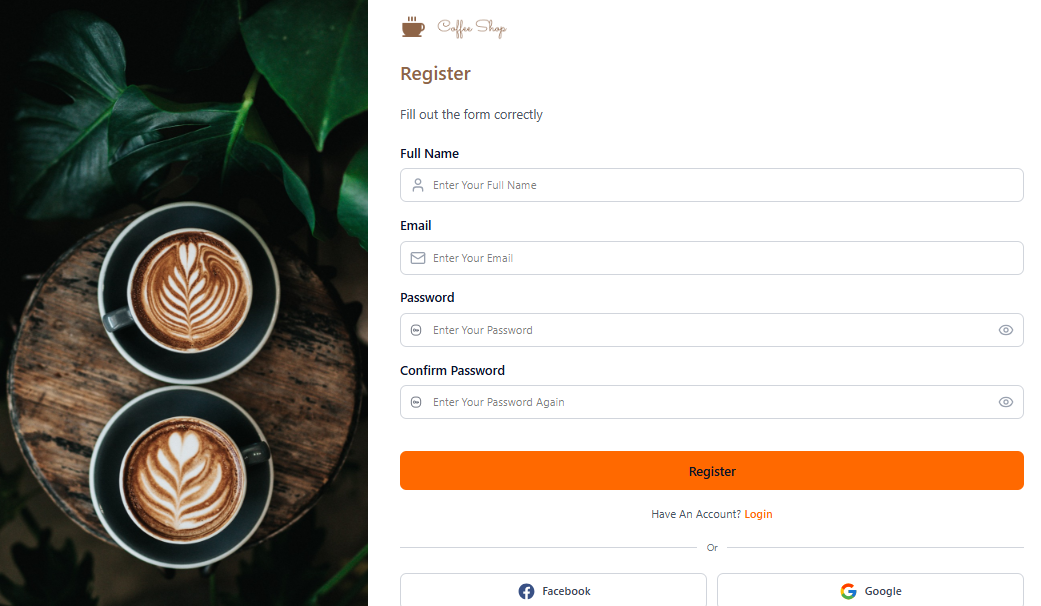 Coffee Shop
Register
Fill out the form correctly
Full Name
Enter Your Full Name
Email
Enter Your Email
Password
Enter Your Password
Confirm Password
Enter Your Password Again
Register
Have An Account? Login
Or
Facebook
Google